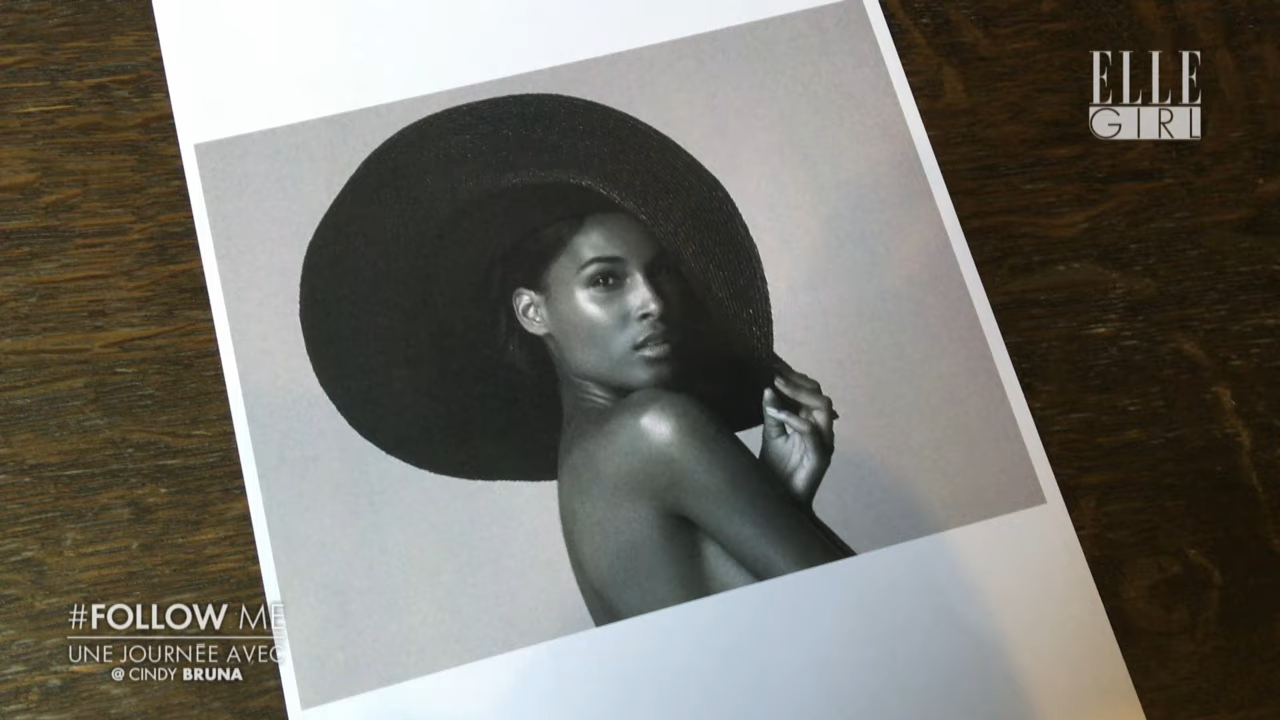 ELLE
GIRL
#FOLLOW ME
UNE JOURNÉE AVEC
@ CINDY BRUNA